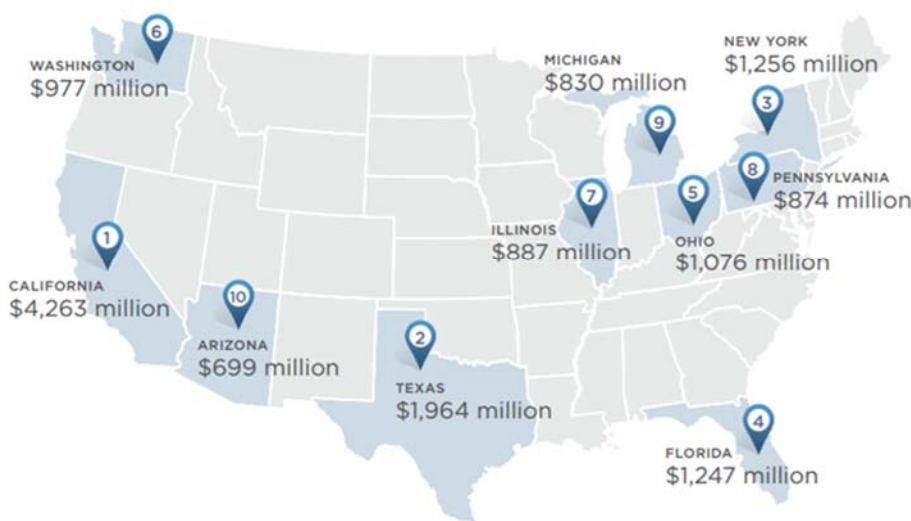 6
WASHINGTON
$977 million
MICHIGAN
$830 million
NEW YORK
$1,256 million
3
9
8
PENNSYLVANIA
$874 million
7
ILLINOIS
$887 million
5
OHIO
$1,076 million
1
CALIFORNIA
$4,263 million
10
ARIZONA
$699 million
2
TEXAS
$1,964 million
4
FLORIDA
$1,247 million